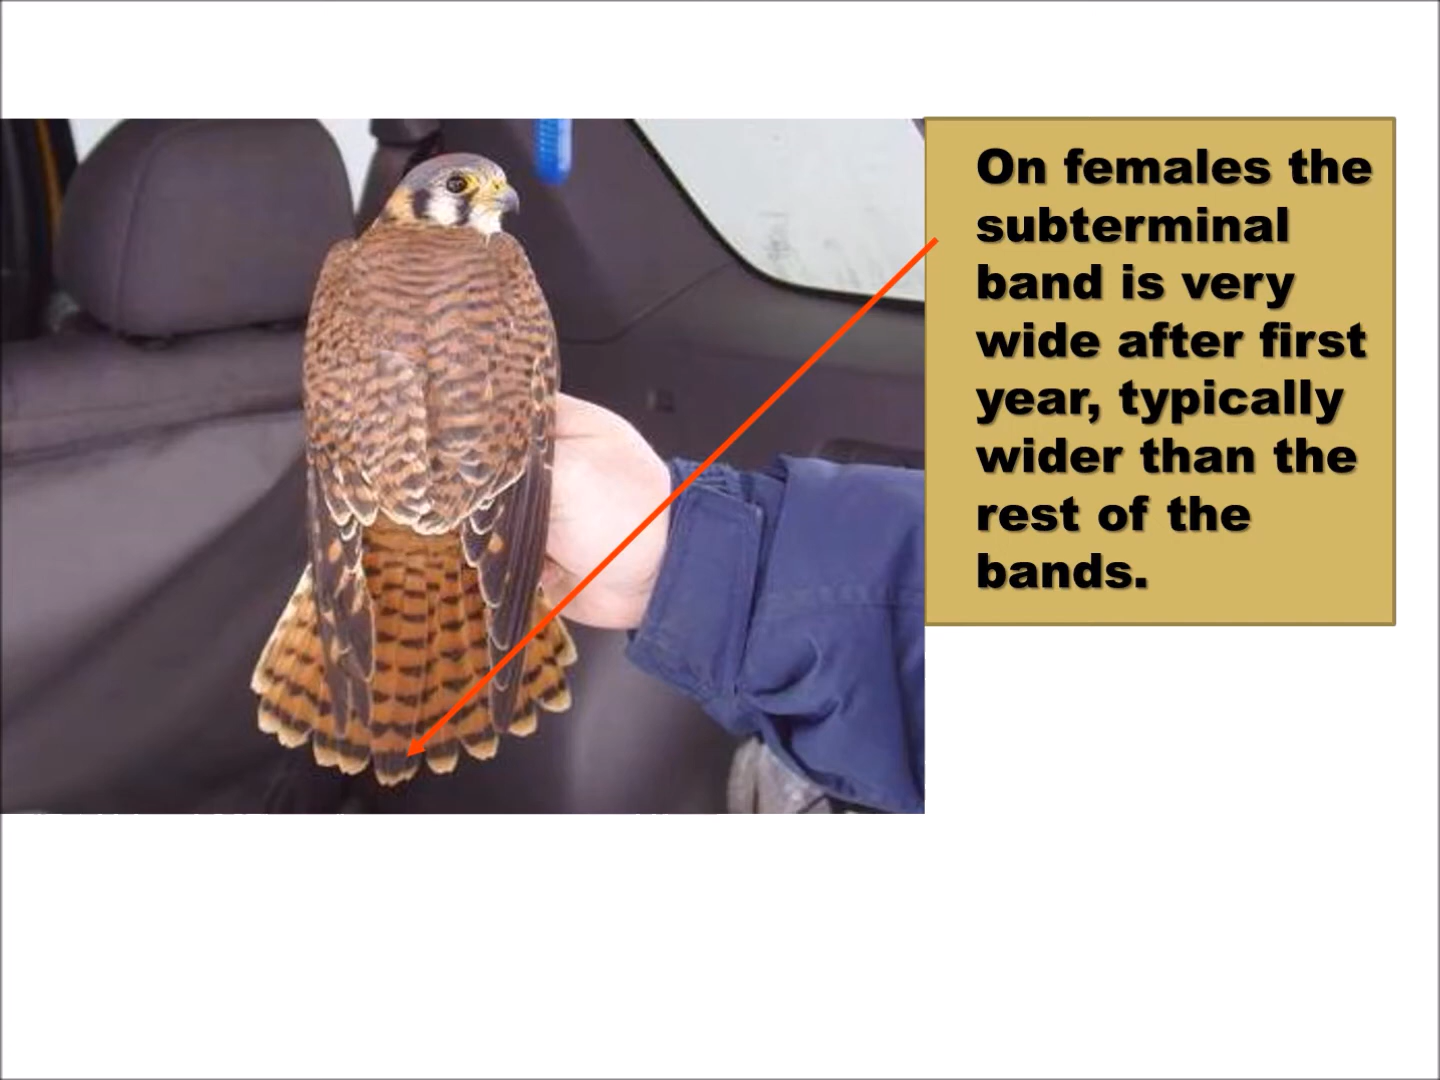 On females the
subterminal
band is very
wide after first
year, typically
wider than the
rest of the
bands.